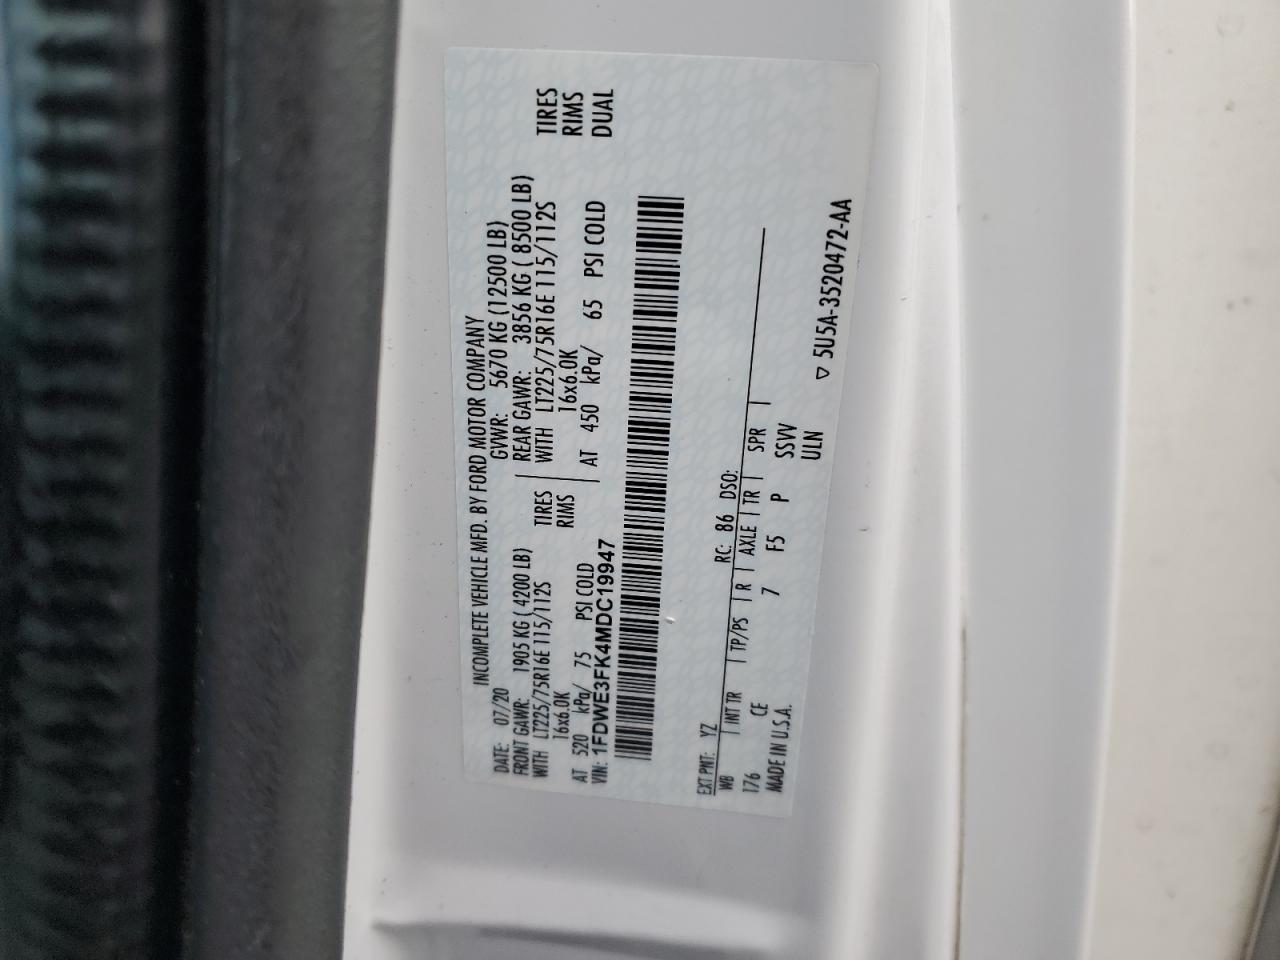 INCOMPLETE VEHICLE MFD. BY FORD MOTOR COMPANY
DATE: 07/20 GVWR: 5670 KG (12500 LB)
FRONT GAWR: 1905 KG ( 4200 LB) REAR GAWR: 3856 KG ( 8500 LB)
WITH LT225/75R16E 115/112S TIRES WITH LT225/75R16E 115/112S TIRES
16x6.0K RIMS 16x6.0K RIMS
AT 520 kPa/ 75 PSI COLD AT 450 kPa/ 65 PSI COLD DUAL
VIN: 1FDWE3FK4MDC19947
EXT PNT: YZ RC: 86 DSO:
WB | INT TR | TP/PS | R | AXLE | TR | SPR |
176 CE 7 F5 P SSVV
MADE IN U.S.A. ULN
▽ 5U5A-3520472-AA